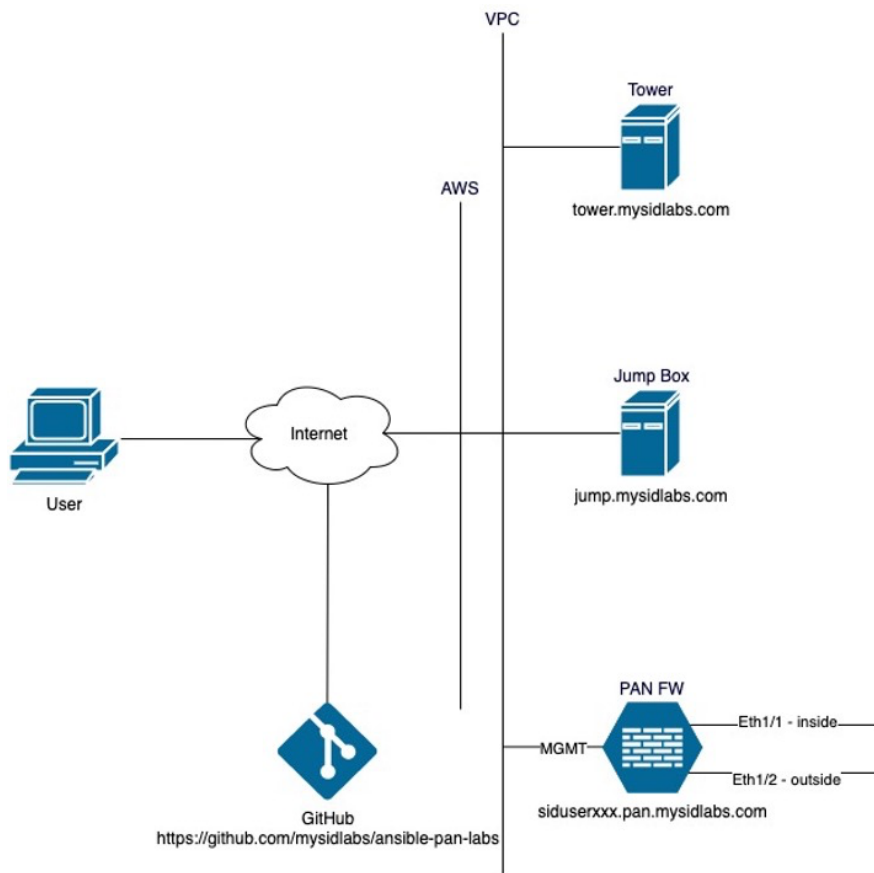 VPC
Tower
tower.mysidlabs.com
AWS
Jump Box
jump.mysidlabs.com
Internet
User
PAN FW
Eth1/1 - inside
MGMT
Eth1/2 - outside
siduserxxx.pan.mysidlabs.com
GitHub
https://github.com/mysidlabs/ansible-pan-labs